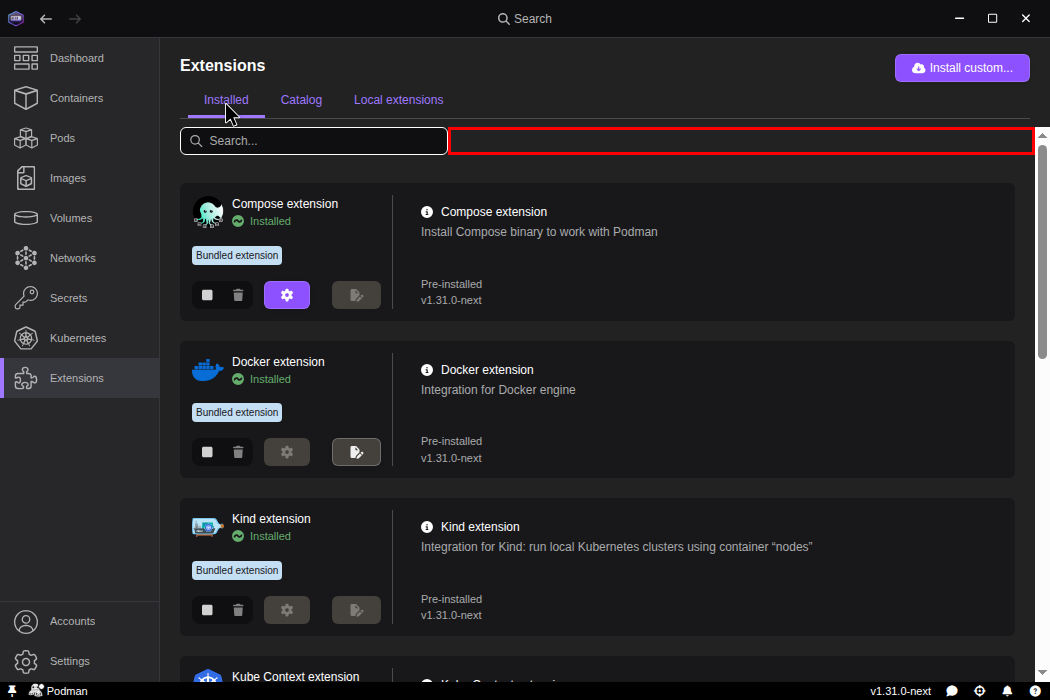 Search
Dashboard
Containers
Pods
Images
Volumes
Networks
Secrets
Kubernetes
Extensions
Accounts
Settings
Extensions
Install custom...
Installed
Catalog
Local extensions
Search...
Compose extension
Installed
Bundled extension
Compose extension
Install Compose binary to work with Podman
Pre-installed
v1.31.0-next
Docker extension
Installed
Bundled extension
Docker extension
Integration for Docker engine
Pre-installed
v1.31.0-next
Kind extension
Installed
Bundled extension
Kind extension
Integration for Kind: run local Kubernetes clusters using container “nodes”
Pre-installed
v1.31.0-next
Kube Context extension
Podman
v1.31.0-next